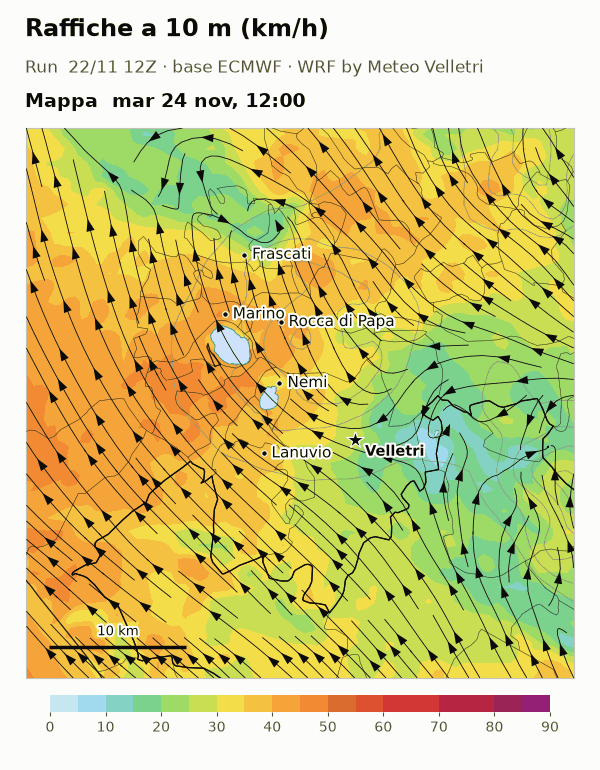 Raffiche a 10 m (km/h)
Run  22/11 12Z · base ECMWF · WRF by Meteo Velletri
Mappa  mar 24 nov, 12:00
Frascati
Marino
Rocca di Papa
Nemi
Velletri
Lanuvio
10 km
0 10 20 30 40 50 60 70 80 90